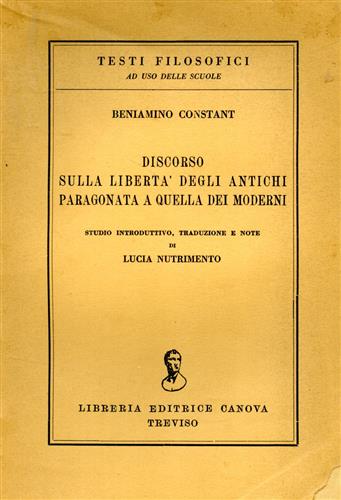 TESTI FILOSOFICI
AD USO DELLE SCUOLE
BENIAMINO CONSTANT
DISCORSO
SULLA LIBERTA' DEGLI ANTICHI
PARAGONATA A QUELLA DEI MODERNI
STUDIO INTRODUTTIVO, TRADUZIONE E NOTE
DI
LUCIA NUTRIMENTO
LIBRERIA EDITRICE CANOVA
TREVISO